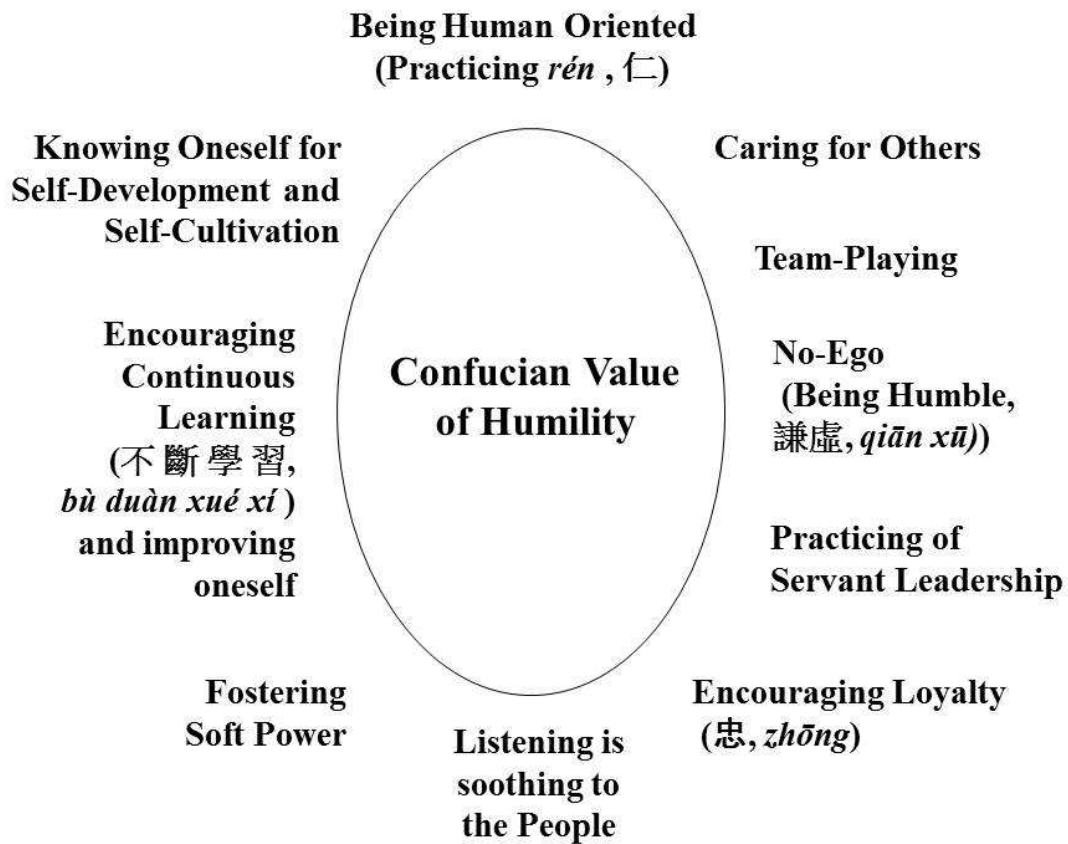 Being Human Oriented
(Practicing rén , 仁)
Knowing Oneself for
Self-Development and
Self-Cultivation
Caring for Others
Team-Playing
Encouraging
Continuous
Learning
(不 斷 學 習,
bù duàn xué xí )
and improving
oneself
Confucian Value
of Humility
No-Ego
(Being Humble,
謙虛, qiān xū))
Practicing of
Servant Leadership
Fostering
Soft Power
Listening is
soothing to
the People
Encouraging Loyalty
(忠, zhōng)